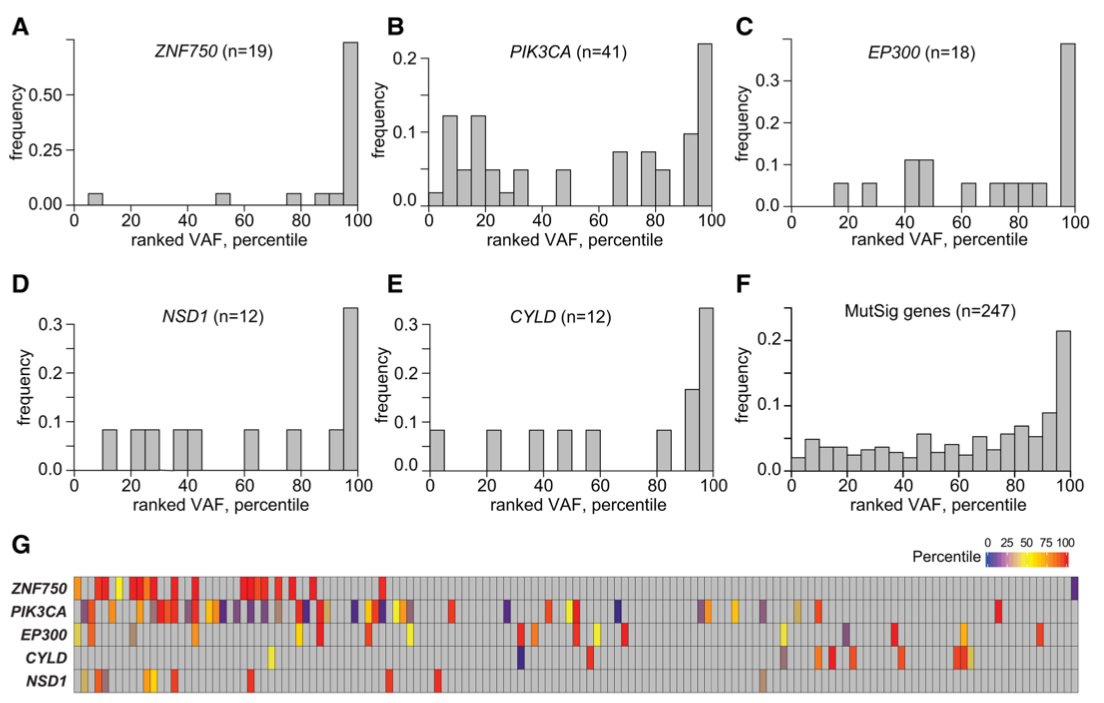 A
ZNF750 (n=19)
frequency
0.50
0.25
0.00
0 20 40 60 80 100
ranked VAF, percentile
B
PIK3CA (n=41)
frequency
0.2
0.1
0.0
0 20 40 60 80 100
ranked VAF, percentile
C
EP300 (n=18)
frequency
0.3
0.2
0.1
0.0
0 20 40 60 80 100
ranked VAF, percentile
D
NSD1 (n=12)
frequency
0.3
0.2
0.1
0.0
0 20 40 60 80 100
ranked VAF, percentile
E
CYLD (n=12)
frequency
0.3
0.2
0.1
0.0
0 20 40 60 80 100
ranked VAF, percentile
F
MutSig genes (n=247)
frequency
0.2
0.1
0.0
0 20 40 60 80 100
ranked VAF, percentile
G
Percentile
0 25 50 75 100
ZNF750
PIK3CA
EP300
CYLD
NSD1